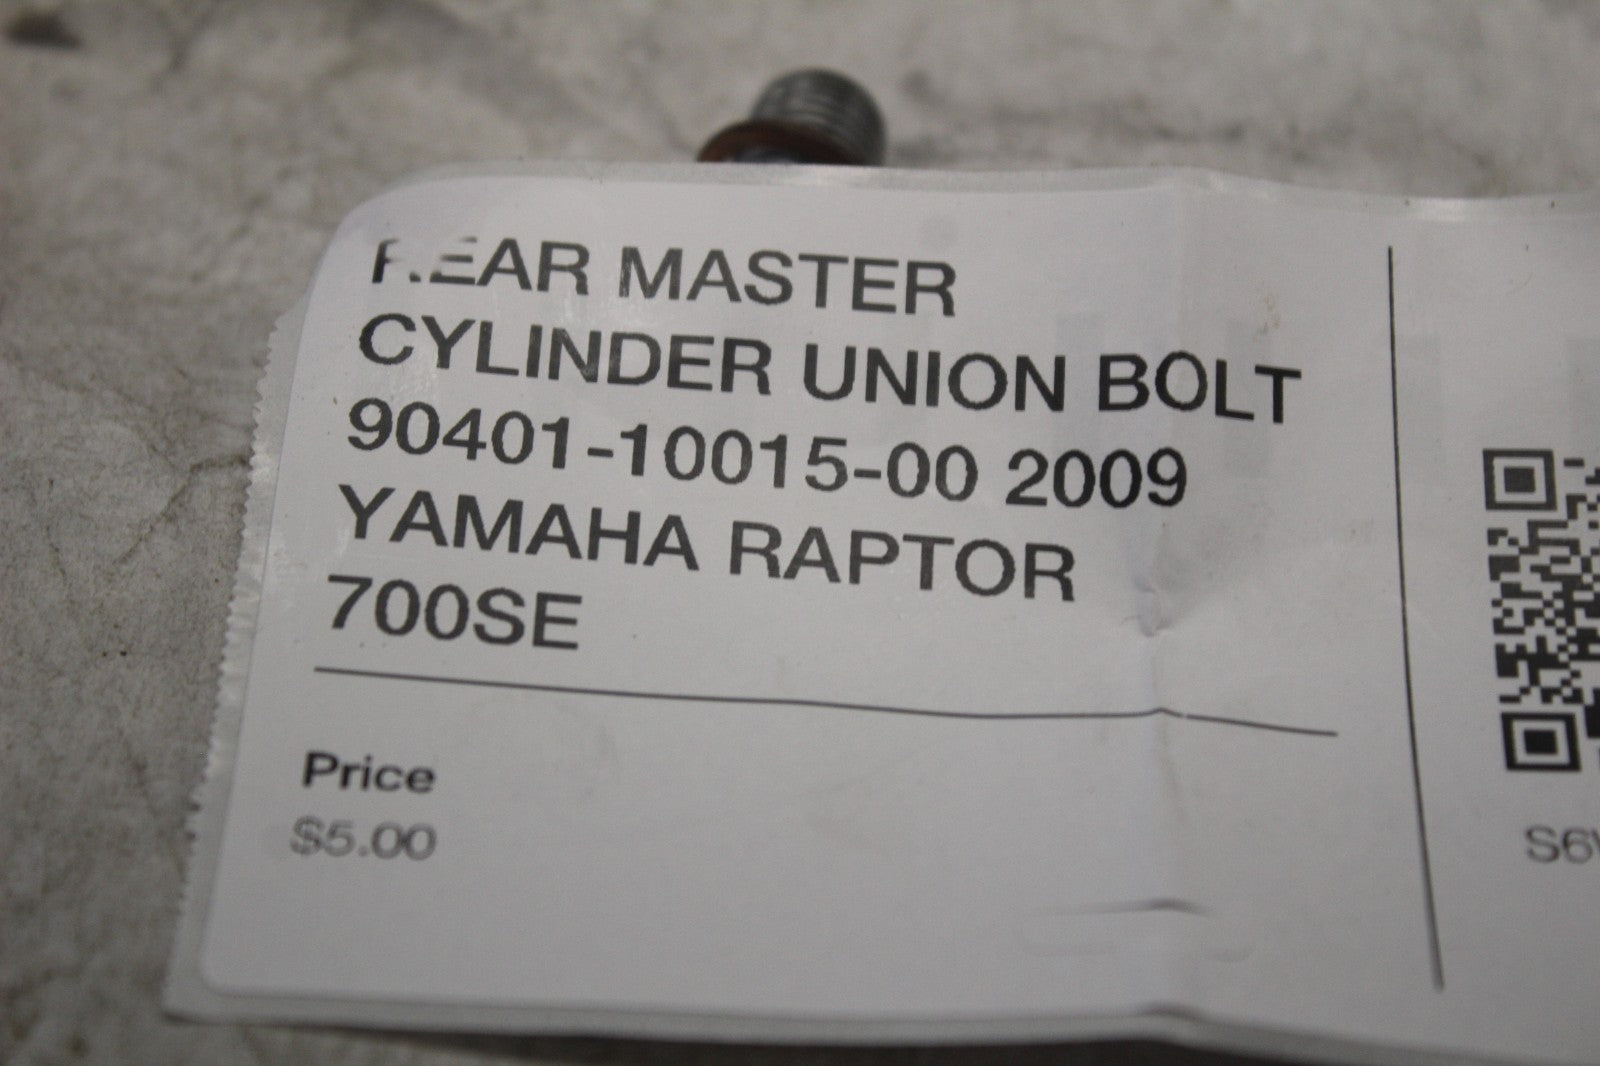 REAR MASTER
CYLINDER UNION BOLT
90401-10015-00 2009
YAMAHA RAPTOR
700SE
Price
$5.00